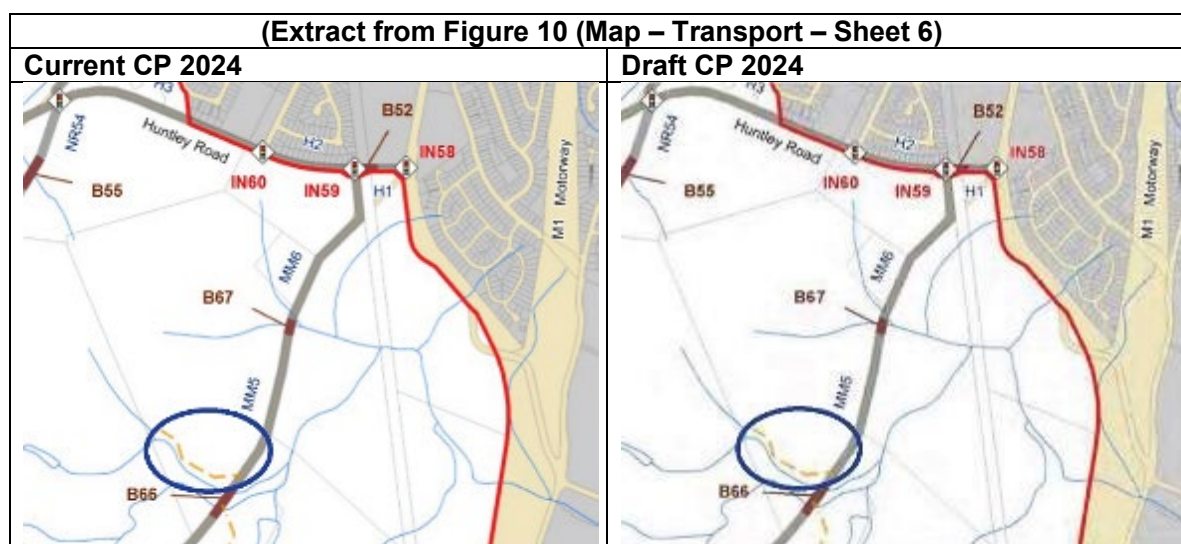 (Extract from Figure 10 (Map – Transport – Sheet 6)
Current CP 2024
H3
B52
NR54
Huntley Road
H2
IN58
IN60
IN59
H1
B55
M1 Motorway
MM6
B67
MM5
B66
Draft CP 2024
H3
B52
NR54
Huntley Road
H2
IN58
IN60
IN59
H1
B55
M1 Motorway
MM6
B67
MM5
B66